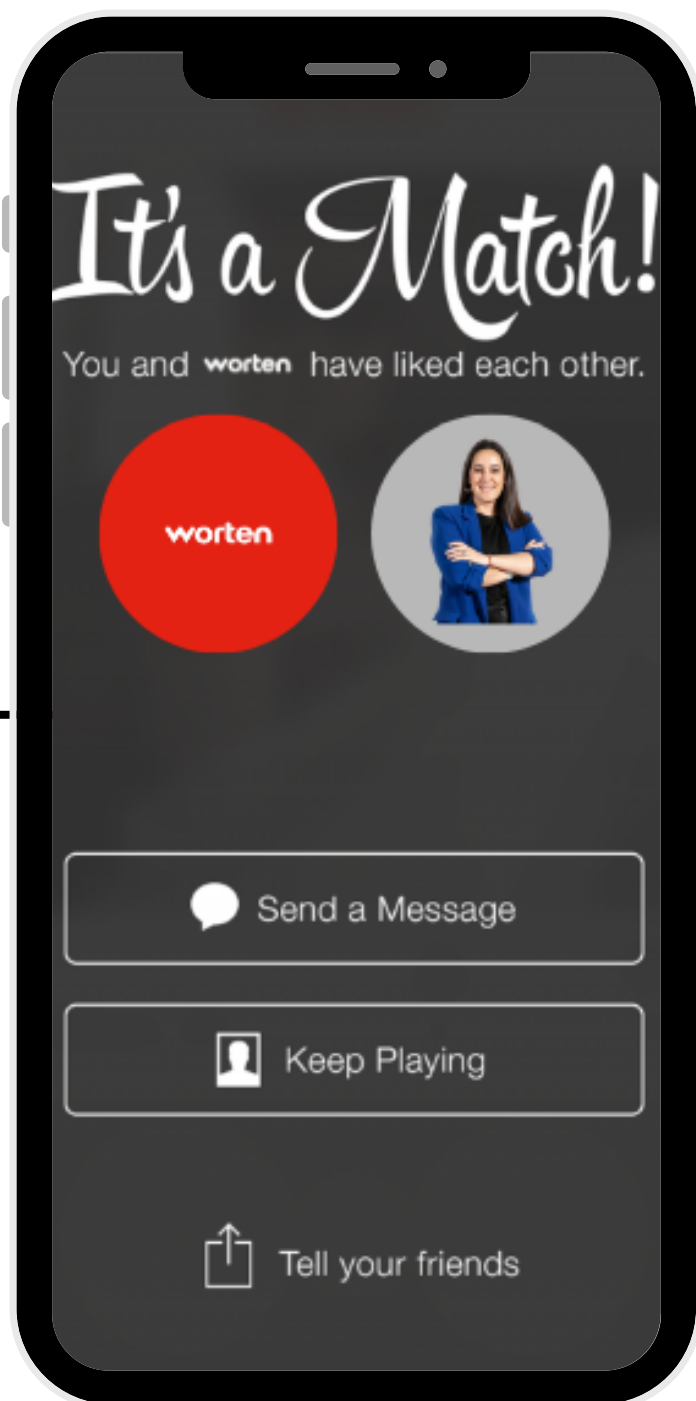 It's a Match!
You and worten have liked each other.
worten
Send a Message
Keep Playing
Tell your friends